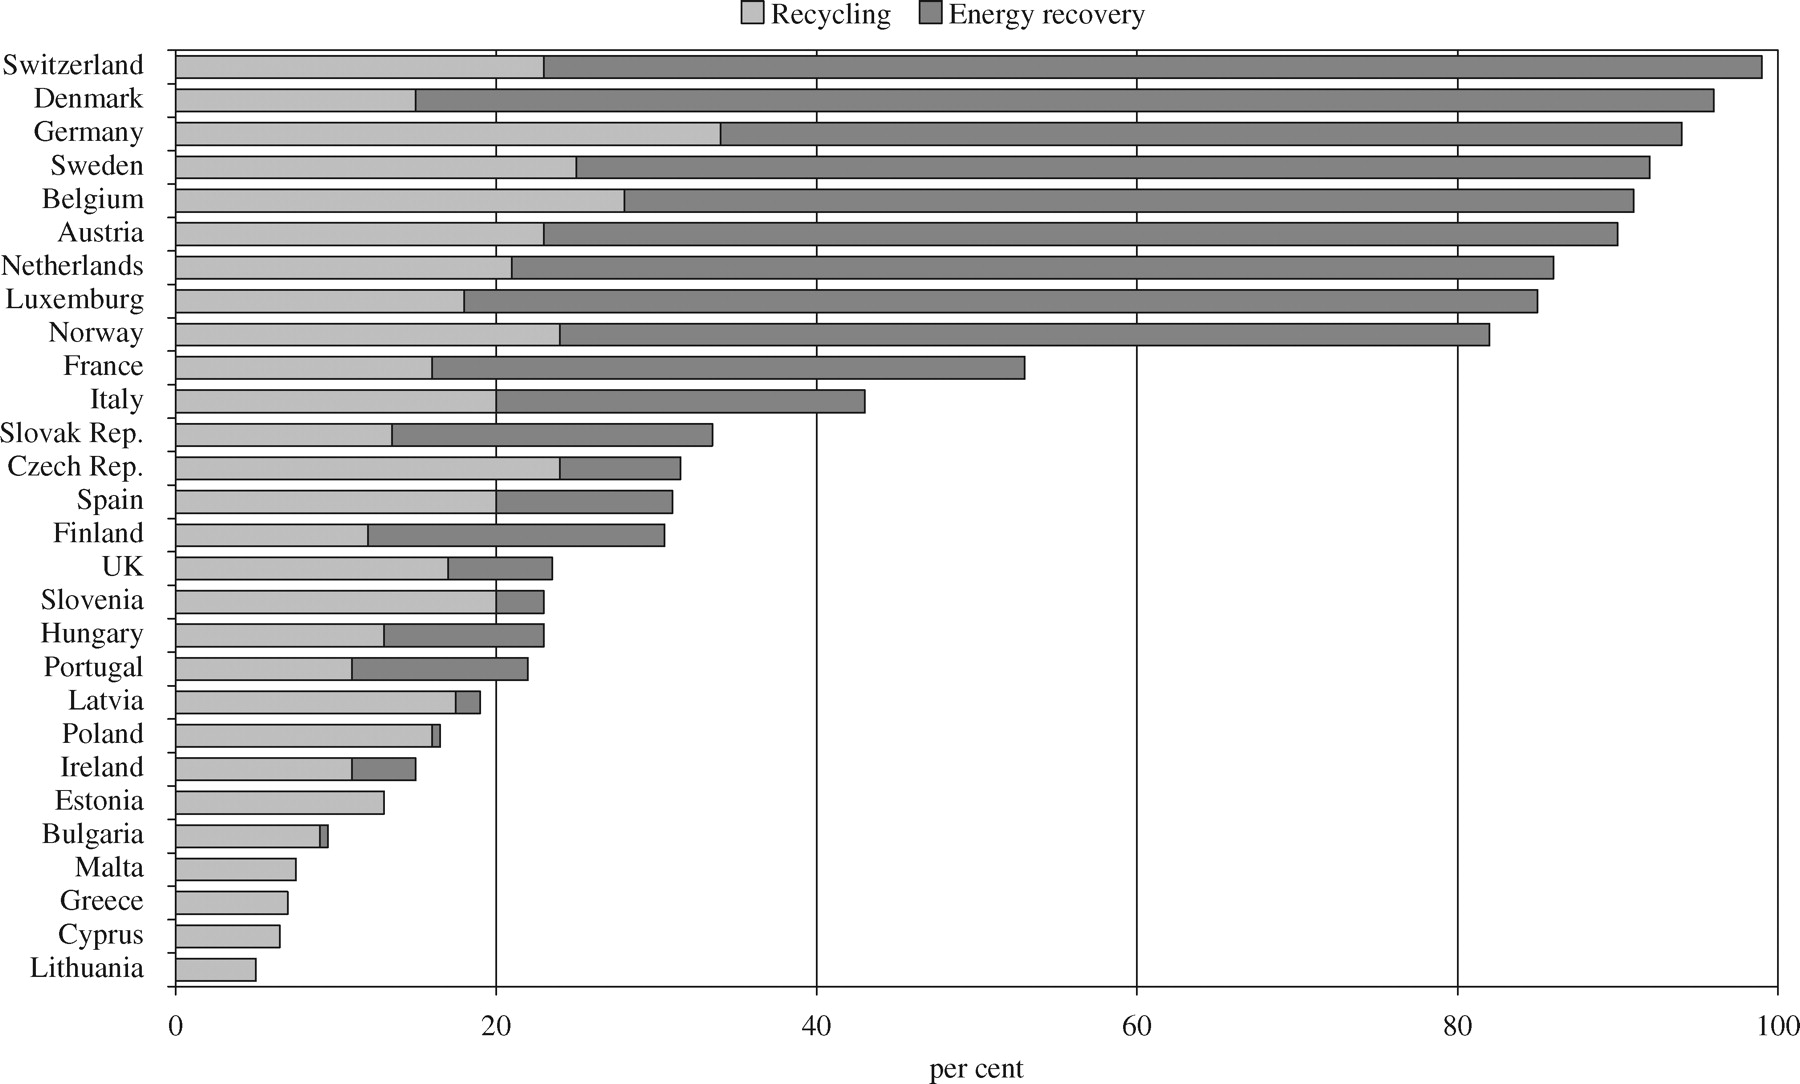 Recycling Energy recovery
Switzerland
Denmark
Germany
Sweden
Belgium
Austria
Netherlands
Luxemburg
Norway
France
Italy
Slovak Rep.
Czech Rep.
Spain
Finland
UK
Slovenia
Hungary
Portugal
Latvia
Poland
Ireland
Estonia
Bulgaria
Malta
Greece
Cyprus
Lithuania
0 20 40 60 80 100
per cent